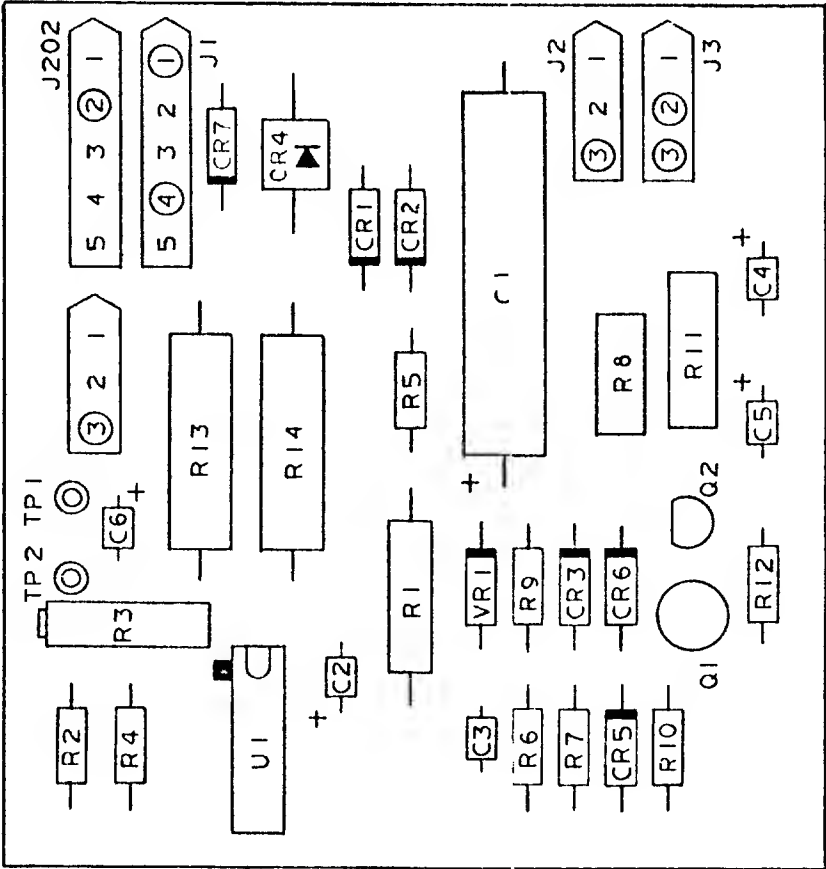 J202
5 4 3 2 1
J1
5 4 3 2 1
CR7
CR4
CR1
CR2
C1
J2
3 2 1
J3
3 2 1
3 2 1
R13
R14
R5
R8
R11
C4
C5
TP1
TP2
C6
R3
R1
VR1
R9
CR3
CR6
Q2
Q1
R12
R2
R4
U1
C2
C3
R6
R7
CR5
R10
+
+
+
+
+